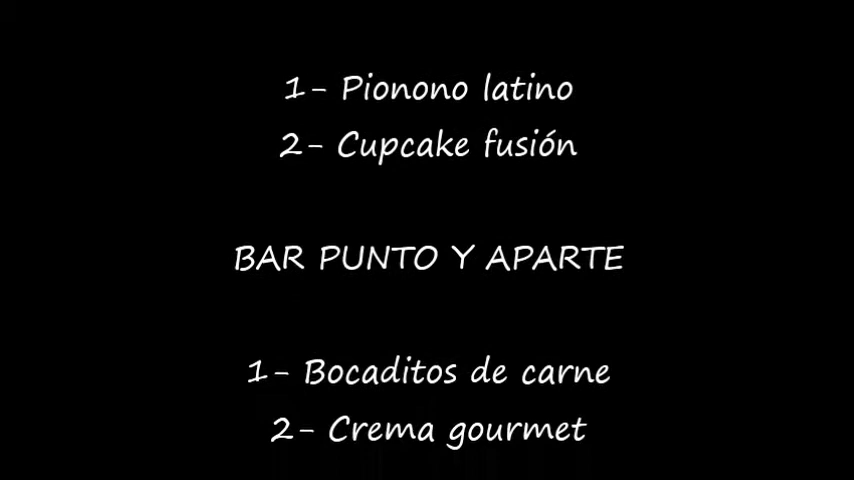 1- Pionono latino
2- Cupcake fusión
BAR PUNTO Y APARTE
1- Bocaditos de carne
2- Crema gourmet